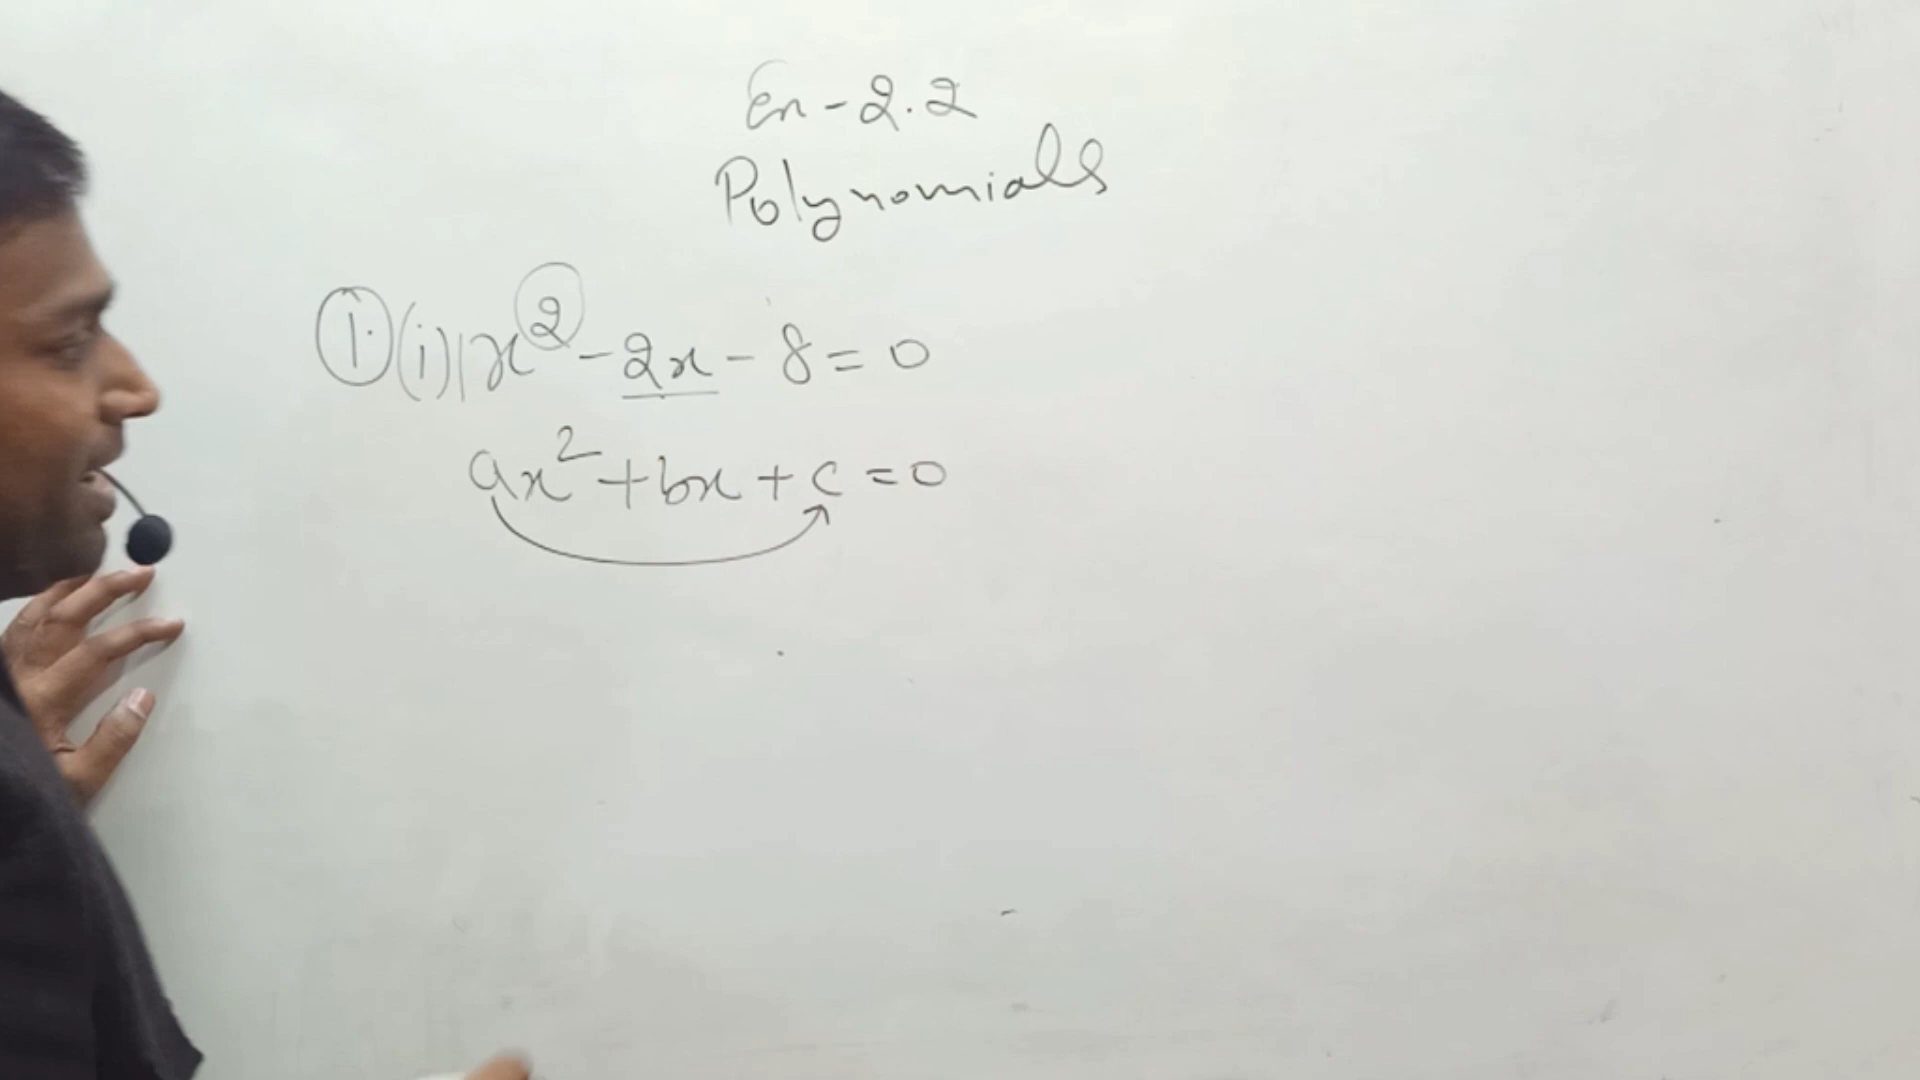 Ex-2.2
Polynomials
1. (i) x² - 2x - 8 = 0
ax² + bx + c = 0